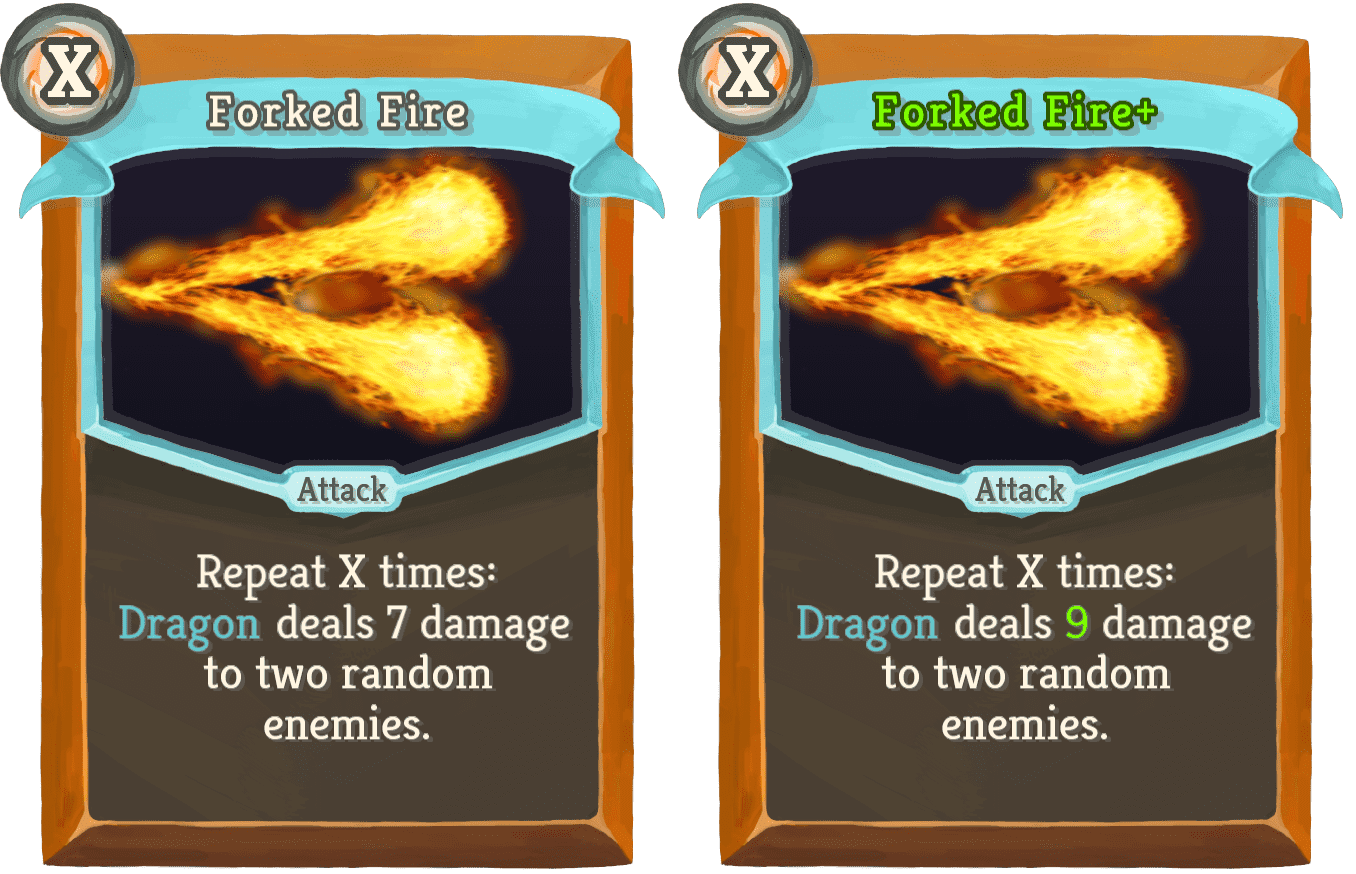 X
Forked Fire
Attack
Repeat X times:
Dragon deals 7 damage
to two random
enemies.
X
Forked Fire+
Attack
Repeat X times:
Dragon deals 9 damage
to two random
enemies.